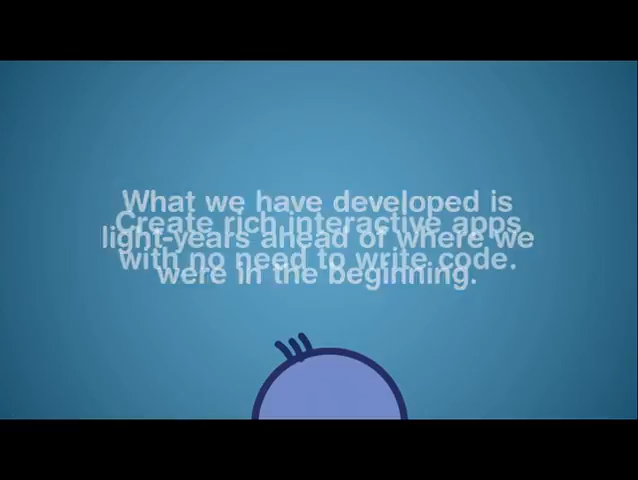 What we have developed is
Create rich interactive apps
light-years ahead of where we
with no need to write code.
were in the beginning.